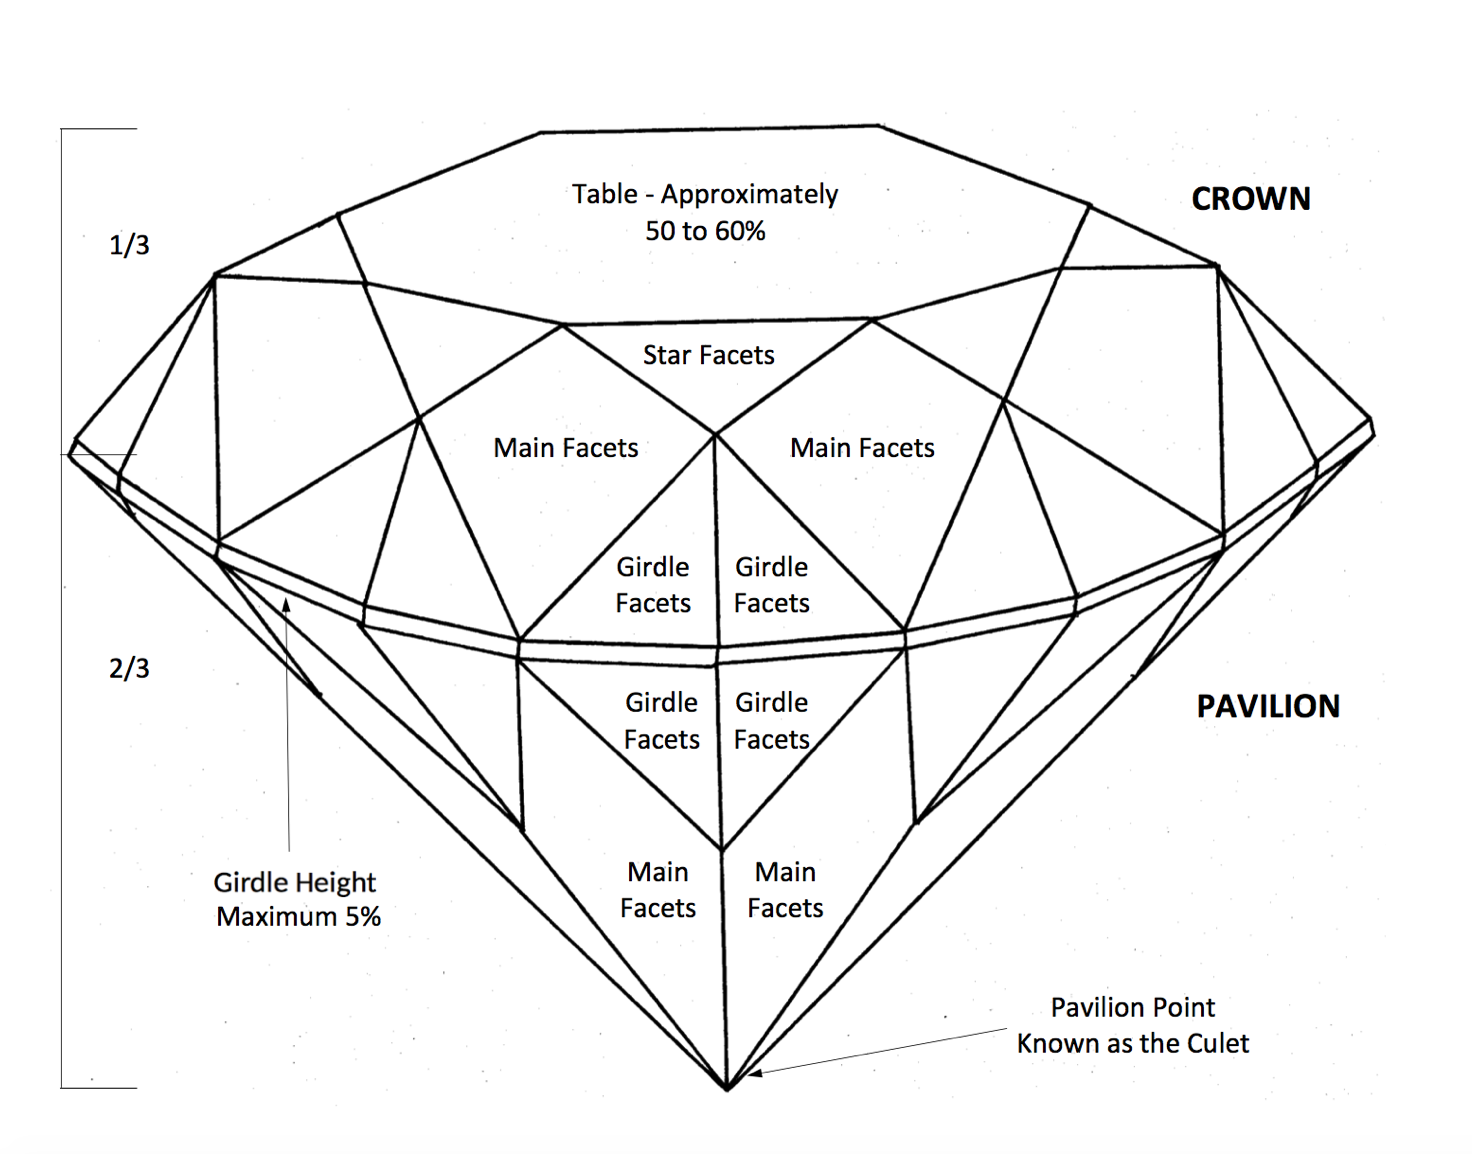 Table - Approximately
50 to 60%
CROWN
1/3
Star Facets
Main Facets
Main Facets
Girdle
Facets
Girdle
Facets
2/3
Girdle
Facets
Girdle
Facets
PAVILION
Girdle Height
Maximum 5%
Main
Facets
Main
Facets
Pavilion Point
Known as the Culet